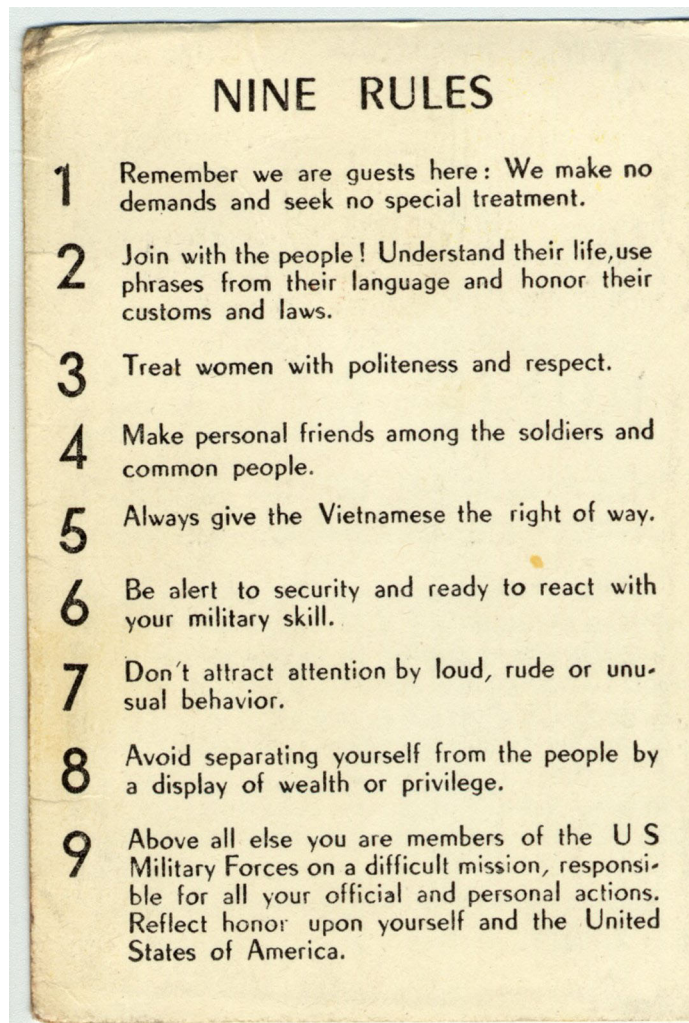 NINE RULES
1 Remember we are guests here: We make no
demands and seek no special treatment.
2 Join with the people! Understand their life,use
phrases from their language and honor their
customs and laws.
3 Treat women with politeness and respect.
4 Make personal friends among the soldiers and
common people.
5 Always give the Vietnamese the right of way.
6 Be alert to security and ready to react with
your military skill.
7 Don't attract attention by loud, rude or unu-
sual behavior.
8 Avoid separating yourself from the people by
a display of wealth or privilege.
9 Above all else you are members of the U S
Military Forces on a difficult mission, responsi-
ble for all your official and personal actions.
Reflect honor upon yourself and the United
States of America.